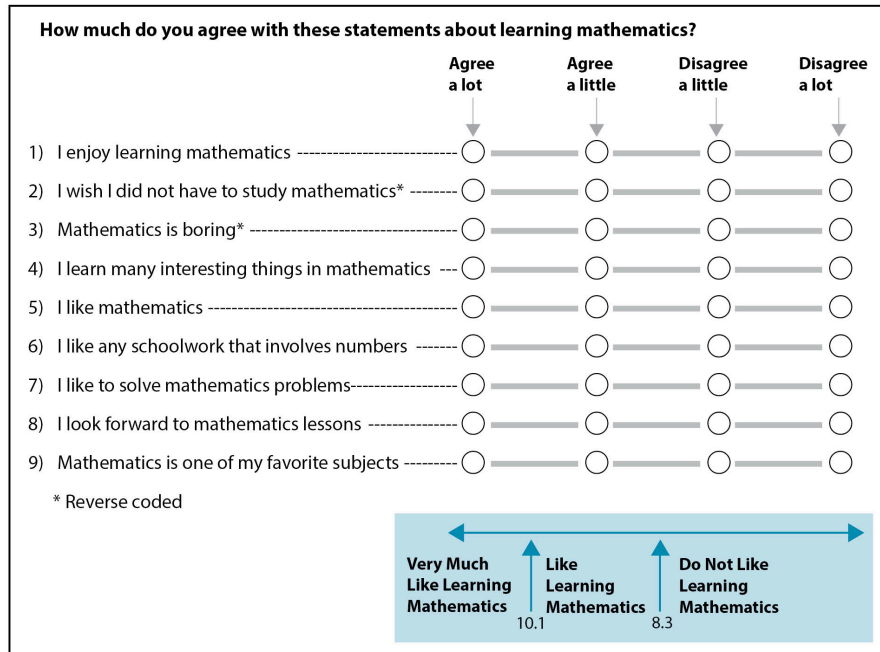 How much do you agree with these statements about learning mathematics?
Agree a lot
Agree a little
Disagree a little
Disagree a lot
1) I enjoy learning mathematics
2) I wish I did not have to study mathematics*
3) Mathematics is boring*
4) I learn many interesting things in mathematics
5) I like mathematics
6) I like any schoolwork that involves numbers
7) I like to solve mathematics problems
8) I look forward to mathematics lessons
9) Mathematics is one of my favorite subjects
* Reverse coded
Very Much
Like Learning
Mathematics
10.1
Like
Learning
Mathematics
8.3
Do Not Like
Learning
Mathematics